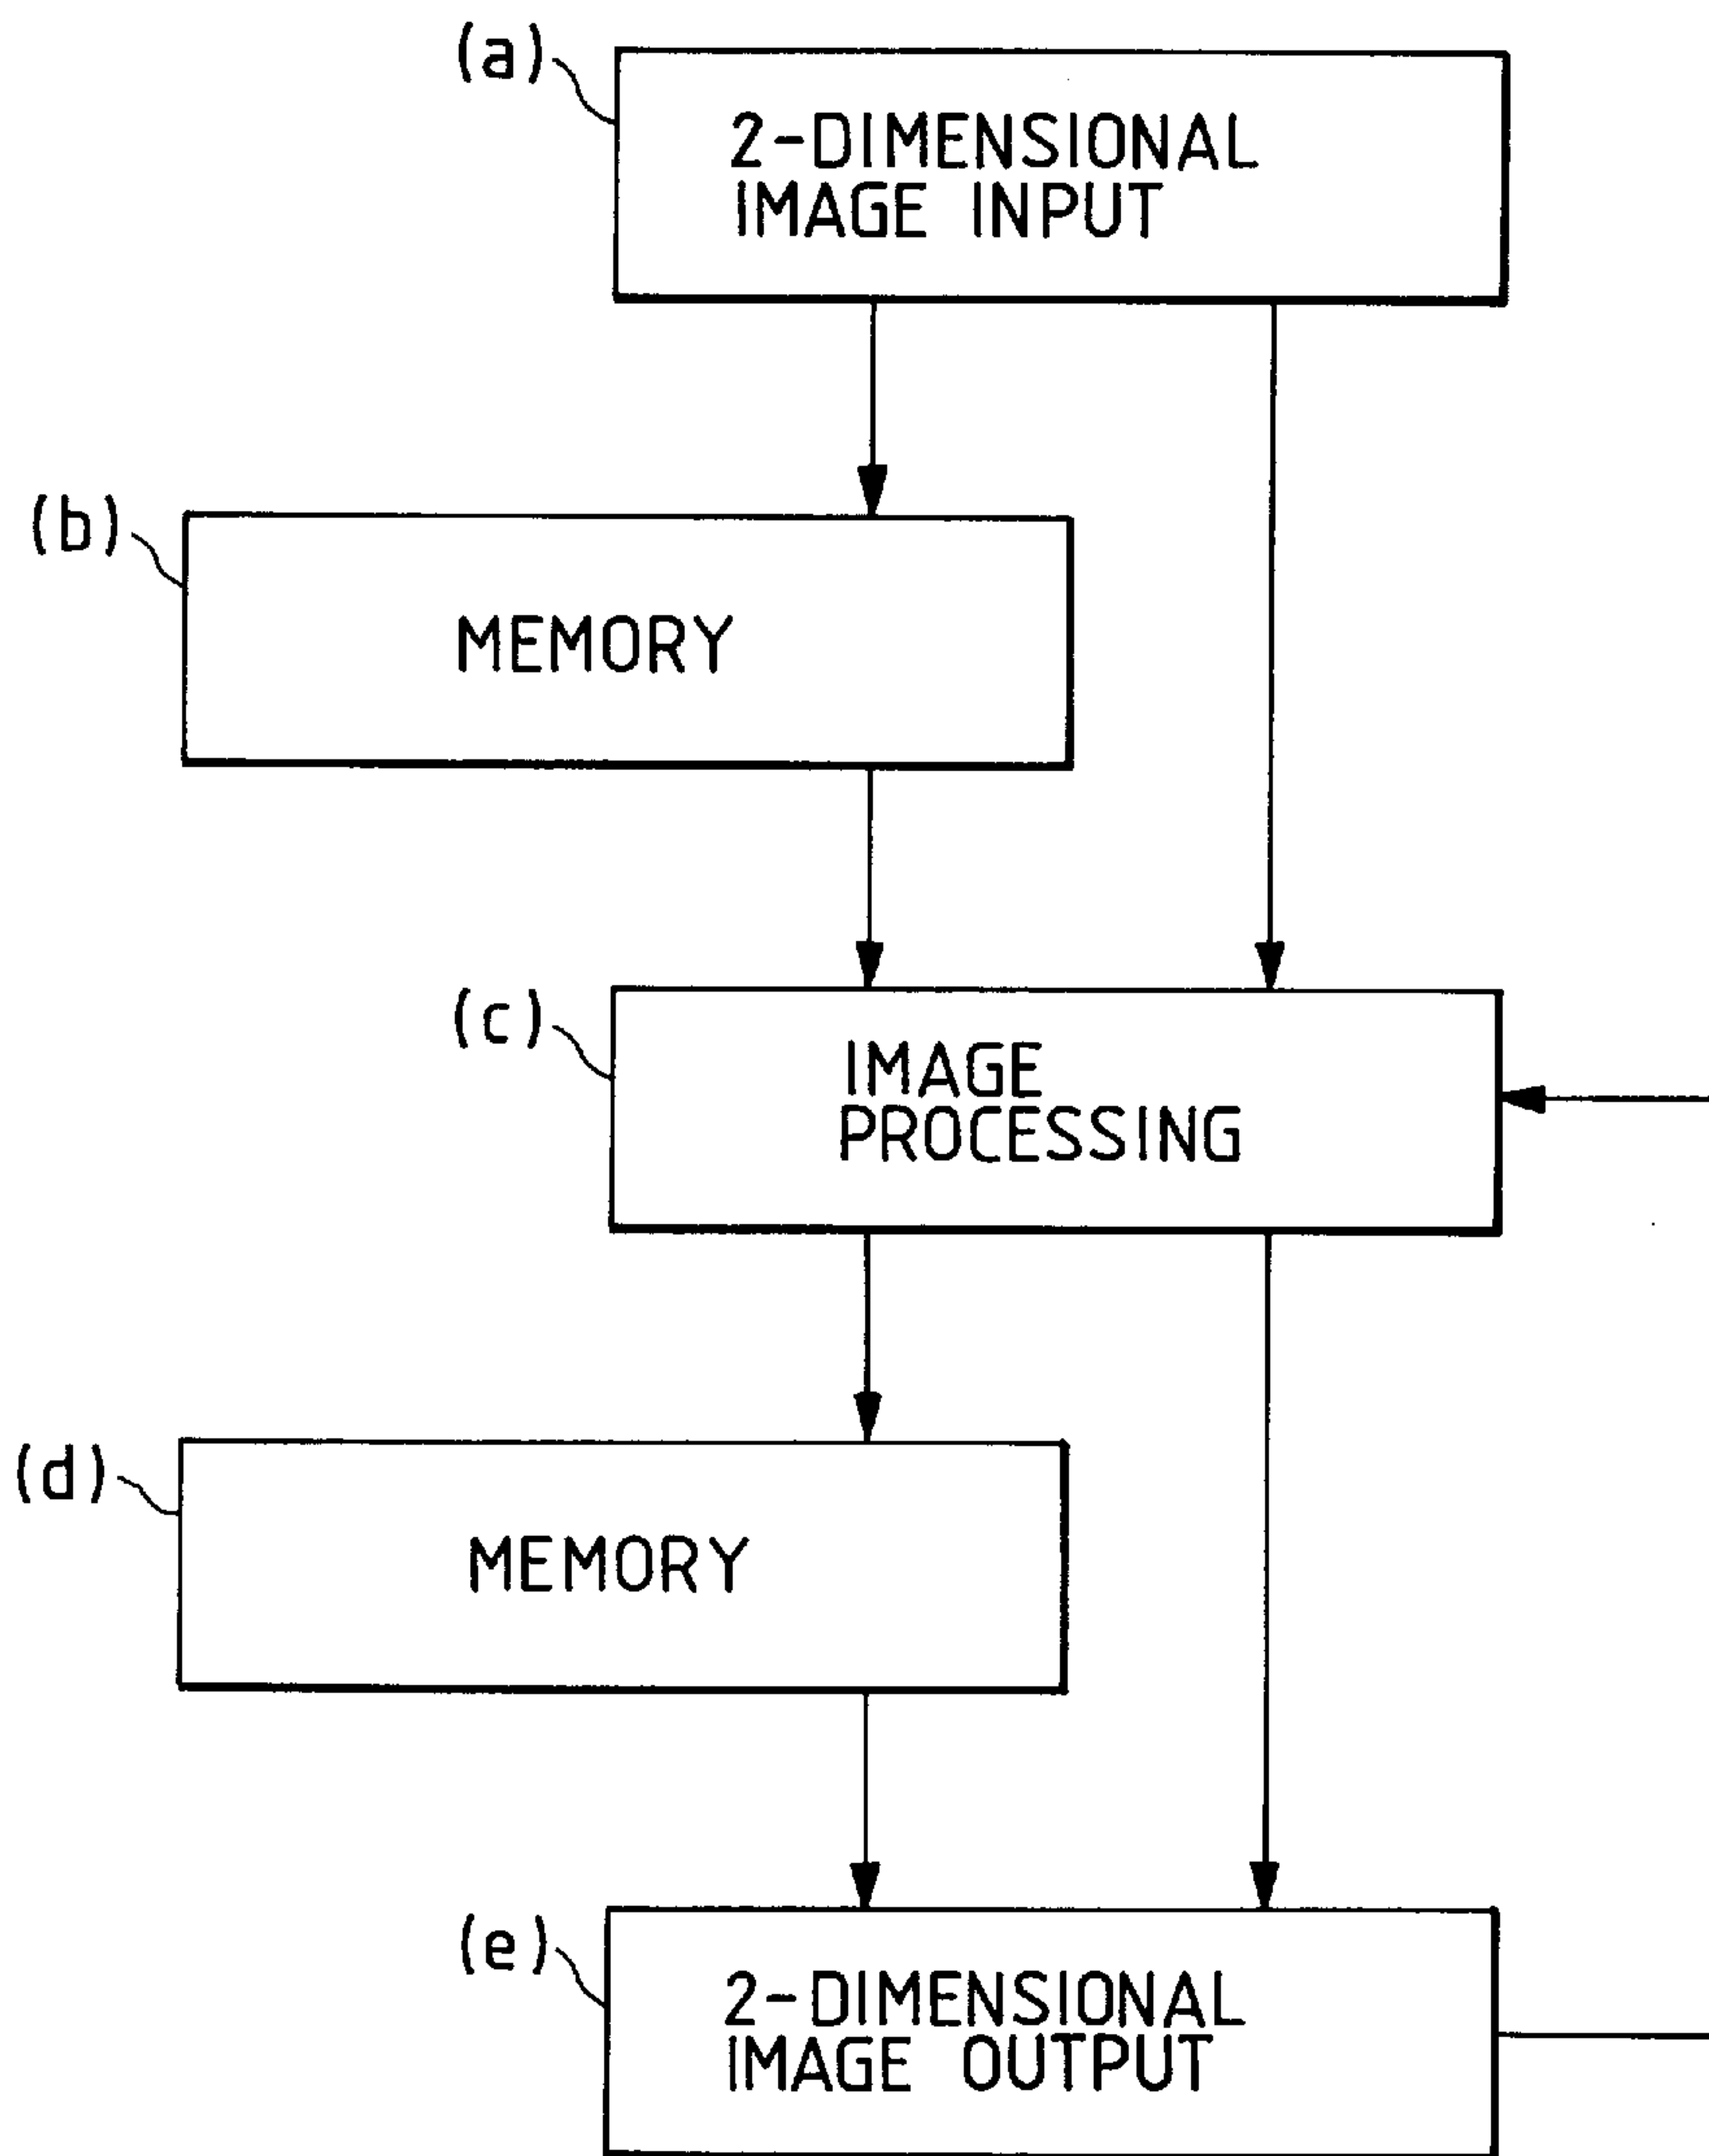 (a)
2-DIMENSIONAL
IMAGE INPUT
(b)
MEMORY
(c)
IMAGE
PROCESSING
(d)
MEMORY
(e)
2-DIMENSIONAL
IMAGE OUTPUT